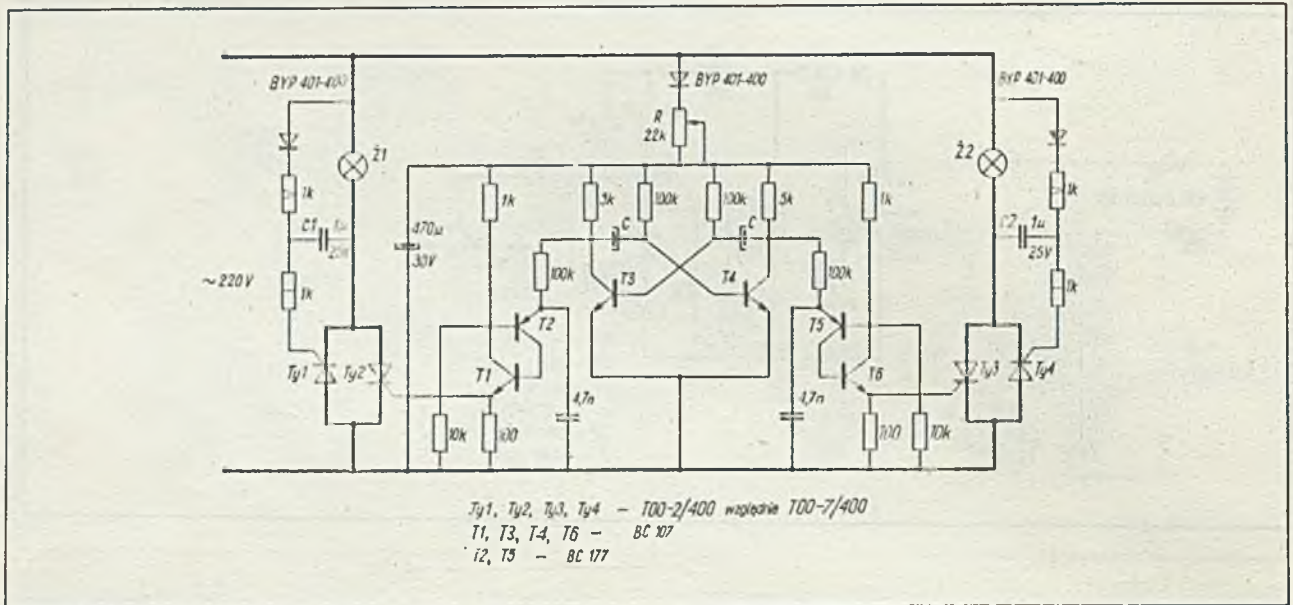 BYP 401-400
BYP 401-400
BYP 401-400
R
22k
Ż1
Ż2
1k
1k
1k
5k
100k
100k
5k
1k
C1
1µ
C2
1µ
25V
470µ
30V
C
C
100k
100k
T3
T4
~220V
1k
1k
T2
T5
Ty1
Ty2
T1
T6
Ty3
Ty4
4,7n
4,7n
10k
100
100
10k
Ty1, Ty2, Ty3, Ty4 — T00-2/400 względnie T00-7/400
T1, T3, T4, T6 — BC 107
T2, T5 — BC 177